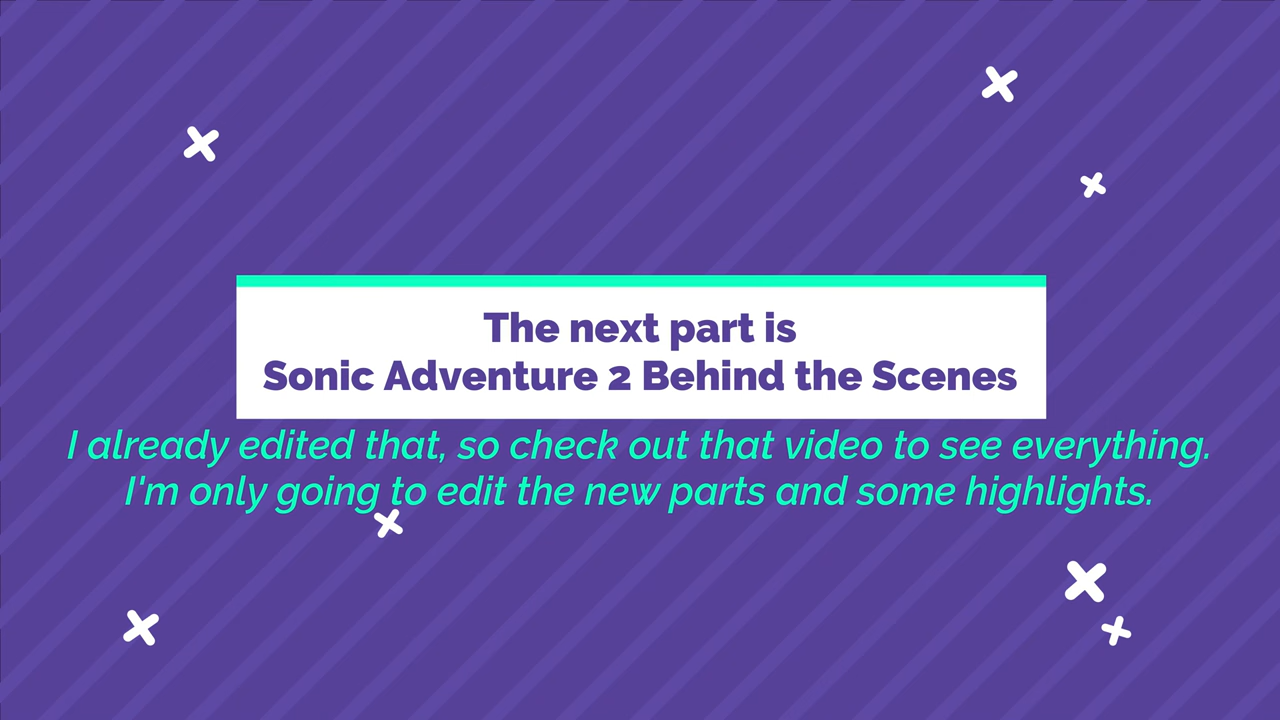 The next part is
Sonic Adventure 2 Behind the Scenes
I already edited that, so check out that video to see everything.
I'm only going to edit the new parts and some highlights.